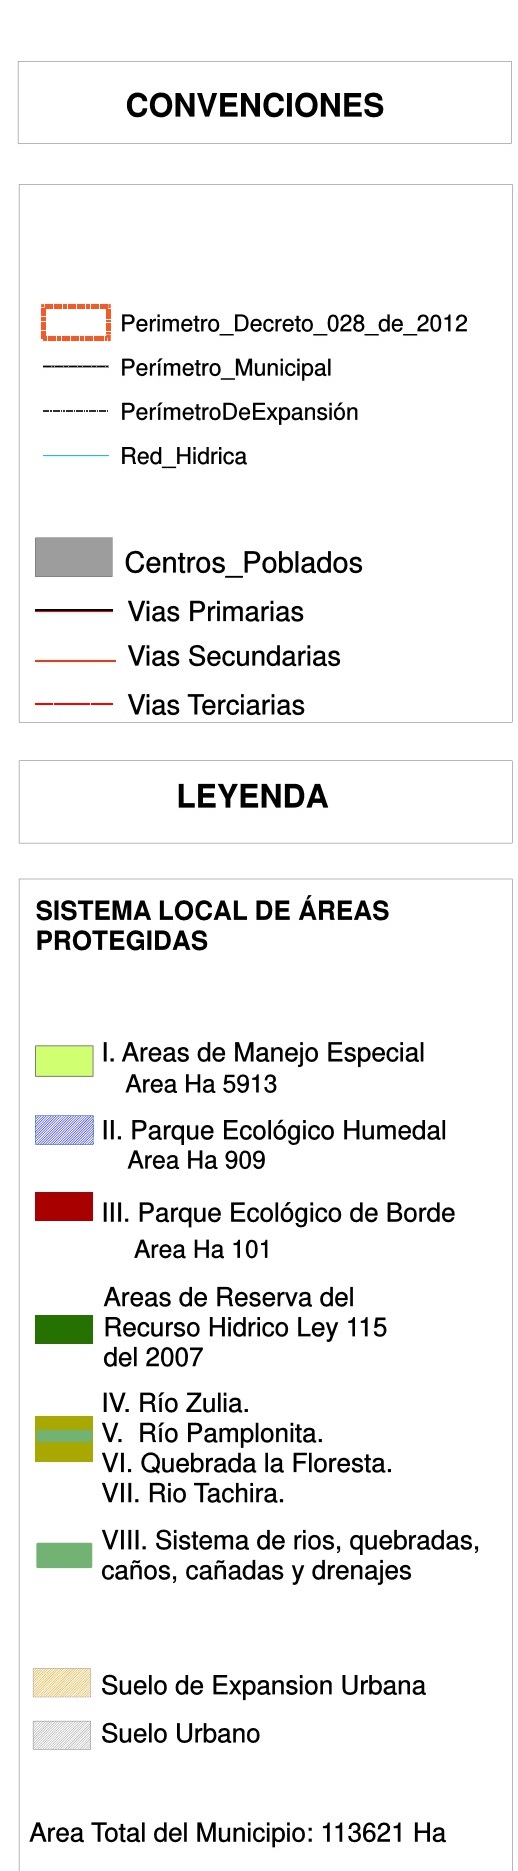 CONVENCIONES
Perimetro_Decreto_028_de_2012
Perímetro_Municipal
PerímetroDeExpansión
Red_Hidrica
Centros_Poblados
Vias Primarias
Vias Secundarias
Vias Terciarias
LEYENDA
SISTEMA LOCAL DE ÁREAS
PROTEGIDAS
I. Areas de Manejo Especial
Area Ha 5913
II. Parque Ecológico Humedal
Area Ha 909
III. Parque Ecológico de Borde
Area Ha 101
Areas de Reserva del
Recurso Hidrico Ley 115
del 2007
IV. Río Zulia.
V. Río Pamplonita.
VI. Quebrada la Floresta.
VII. Rio Tachira.
VIII. Sistema de rios, quebradas,
caños, cañadas y drenajes
Suelo de Expansion Urbana
Suelo Urbano
Area Total del Municipio: 113621 Ha